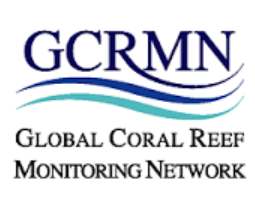 GCRMN
GLOBAL CORAL REEF
MONITORING NETWORK